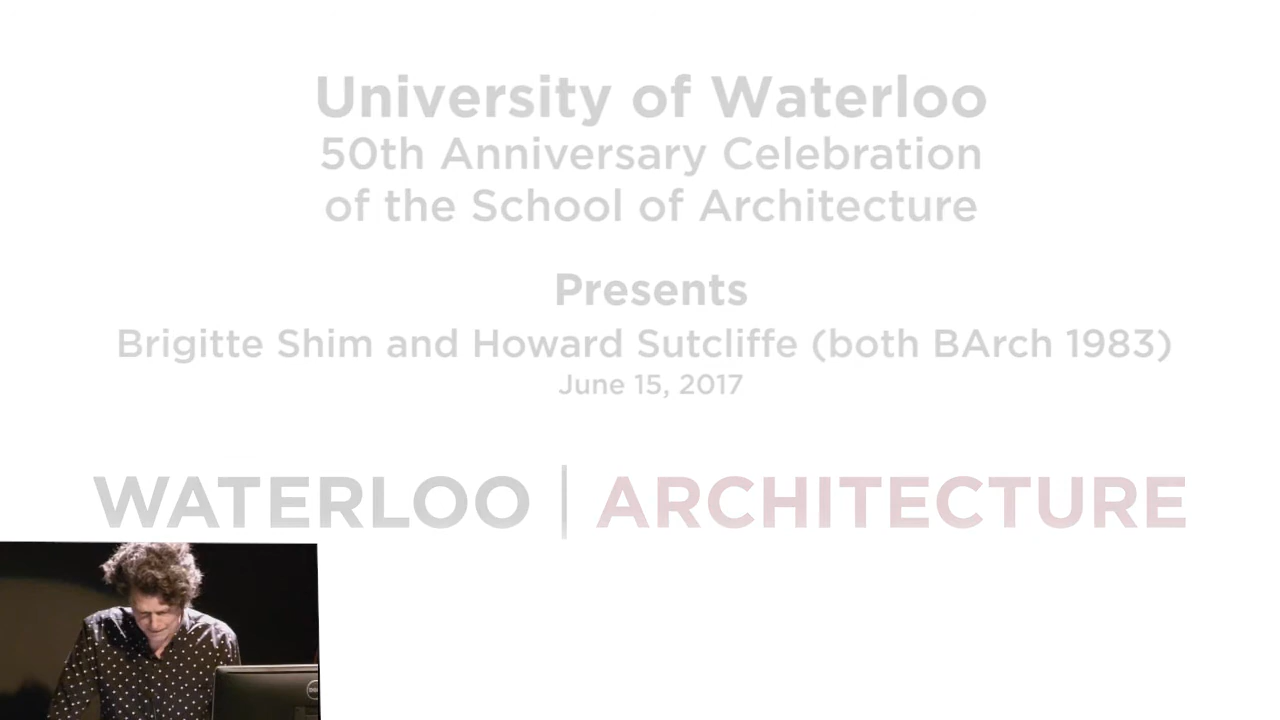 University of Waterloo
50th Anniversary Celebration
of the School of Architecture
Presents
Brigitte Shim and Howard Sutcliffe (both BArch 1983)
June 15, 2017
WATERLOO | ARCHITECTURE
DELL